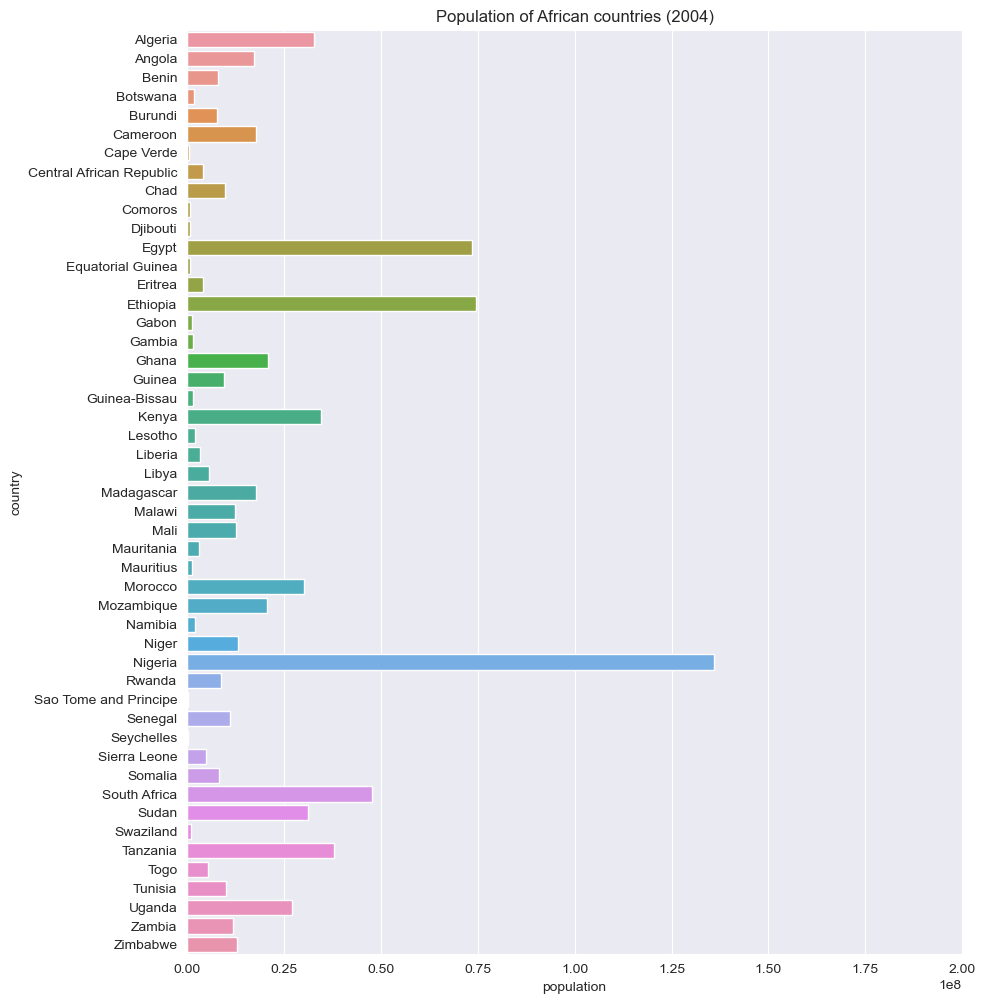 Population of African countries (2004)
Algeria
Angola
Benin
Botswana
Burundi
Cameroon
Cape Verde
Central African Republic
Chad
Comoros
Djibouti
Egypt
Equatorial Guinea
Eritrea
Ethiopia
Gabon
Gambia
Ghana
Guinea
Guinea-Bissau
Kenya
Lesotho
Liberia
Libya
Madagascar
Malawi
Mali
Mauritania
Mauritius
Morocco
Mozambique
Namibia
Niger
Nigeria
Rwanda
Sao Tome and Principe
Senegal
Seychelles
Sierra Leone
Somalia
South Africa
Sudan
Swaziland
Tanzania
Togo
Tunisia
Uganda
Zambia
Zimbabwe
country
0.00 0.25 0.50 0.75 1.00 1.25 1.50 1.75 2.00
1e8
population